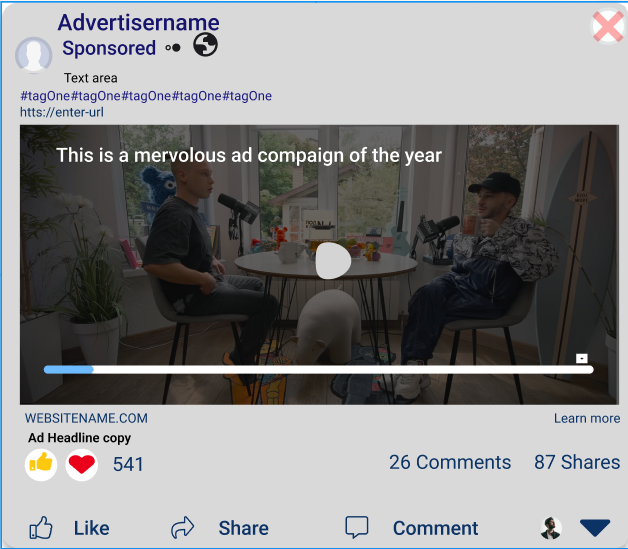 Advertisername
Sponsored
Text area
#tagOne#tagOne#tagOne#tagOne#tagOne
htts://enter-url
This is a mervolous ad compaign of the year
WEBSITENAME.COM
Learn more
Ad Headline copy
541
26 Comments
87 Shares
Like
Share
Comment